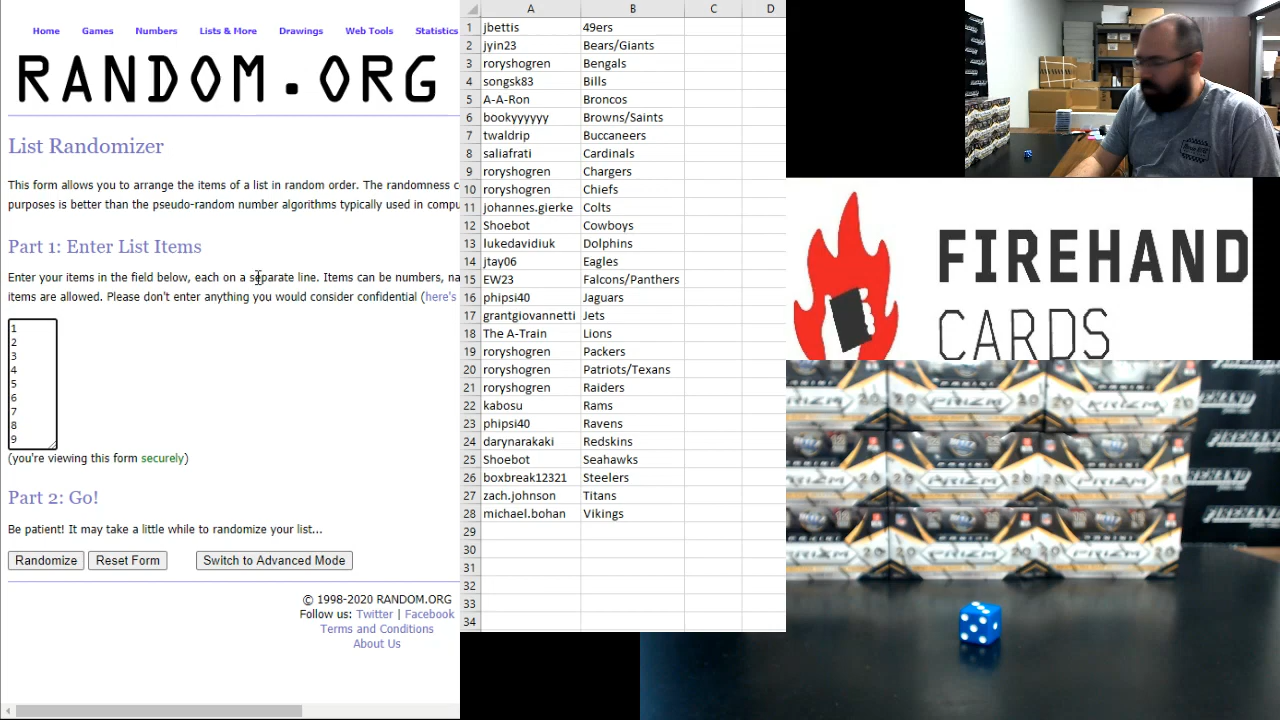 Home Games Numbers Lists & More Drawings Web Tools Statistics
RANDOM.ORG
List Randomizer
This form allows you to arrange the items of a list in random order. The randomness
purposes is better than the pseudo-random number algorithms typically used in
Part 1: Enter List Items
Enter your items in the field below, each on a separate line. Items can be numbers,
items are allowed. Please don't enter anything you would consider confidential (here's
1
2
3
4
5
6
7
8
9
(you're viewing this form securely)
Part 2: Go!
Be patient! It may take a little while to randomize your list...
Randomize Reset Form Switch to Advanced Mode
© 1998-2020 RANDOM.ORG
Follow us: Twitter | Facebook
Terms and Conditions
About Us
A B C D
1 jbettis 49ers
2 jyin23 Bears/Giants
3 roryshogren Bengals
4 songsk83 Bills
5 A-A-Ron Broncos
6 bookyyyyyy Browns/Saints
7 twaldrip Buccaneers
8 saliafrati Cardinals
9 roryshogren Chargers
10 roryshogren Chiefs
11 johannes.gierke Colts
12 Shoebot Cowboys
13 lukedavidiuk Dolphins
14 jtay06 Eagles
15 EW23 Falcons/Panthers
16 phipsi40 Jaguars
17 grantgiovannetti Jets
18 The A-Train Lions
19 roryshogren Packers
20 roryshogren Patriots/Texans
21 roryshogren Raiders
22 kabosu Rams
23 phipsi40 Ravens
24 darynarakaki Redskins
25 Shoebot Seahawks
26 boxbreak12321 Steelers
27 zach.johnson Titans
28 michael.bohan Vikings
29
30
31
32
33
34
FIREHAND
CARDS
PRIZM